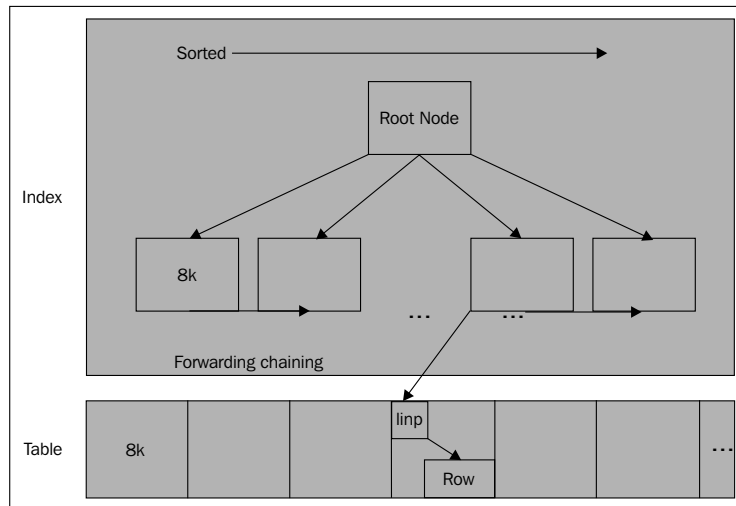 Sorted
Root Node
Index
8k
... ...
Forwarding chaining
linp
Table
8k
...
Row